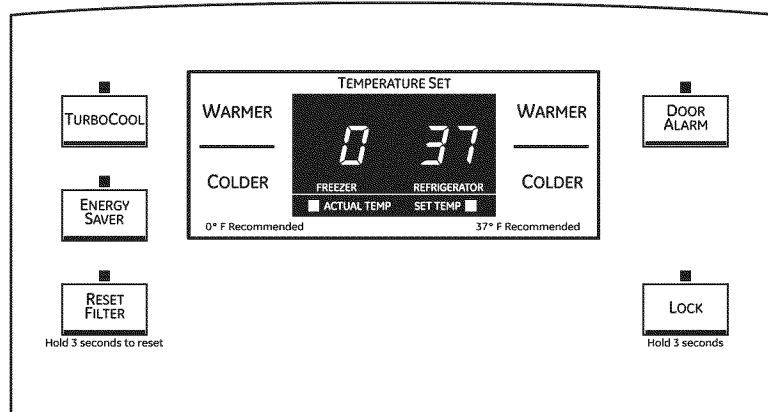 TEMPERATURE SET
TURBOCOOL
WARMER
0
37
WARMER
DOOR
ALARM
COLDER
FREEZER
REFRIGERATOR
COLDER
ENERGY
SAVER
ACTUAL TEMP
SET TEMP
0° F Recommended
37° F Recommended
RESET
FILTER
Hold 3 seconds to reset
LOCK
Hold 3 seconds